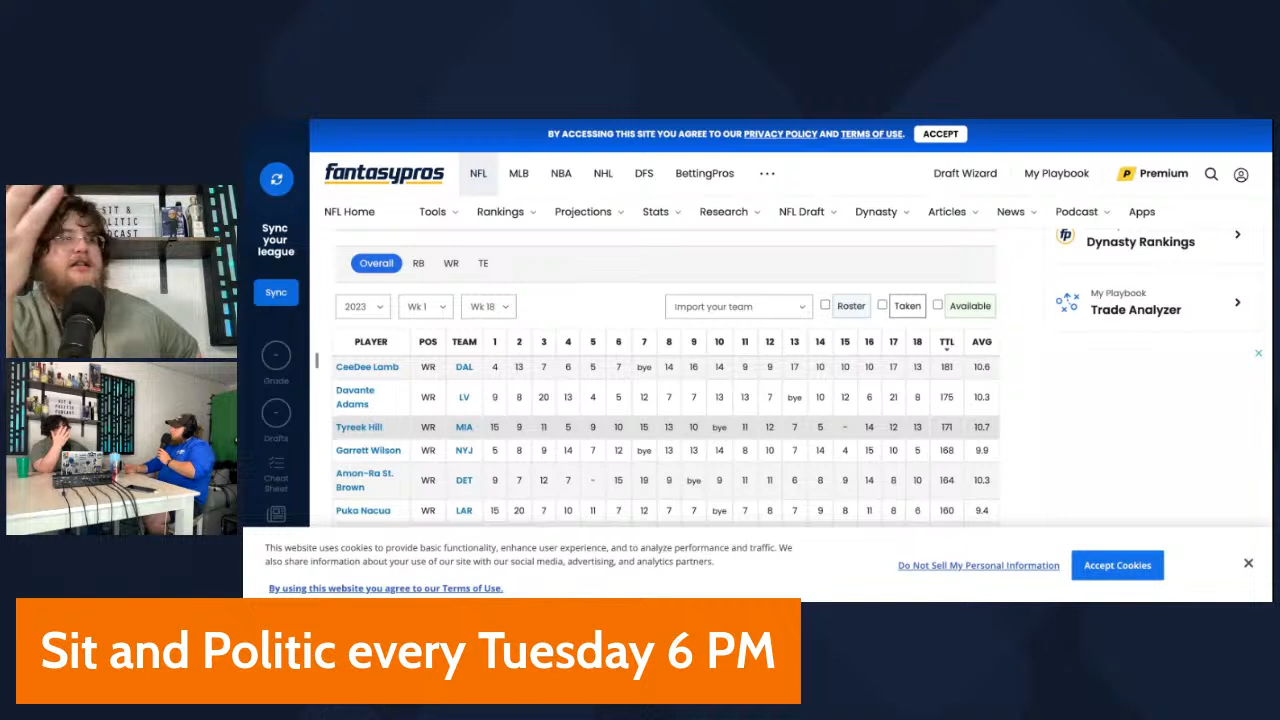 BY ACCESSING THIS SITE YOU AGREE TO OUR PRIVACY POLICY AND TERMS OF USE. ACCEPT
fantasypros NFL MLB NBA NHL DFS BettingPros ... Draft Wizard My Playbook P Premium
NFL Home Tools Rankings Projections Stats Research NFL Draft Dynasty Articles News Podcast Apps
Sync
your
league
Sync
Grade
Drafts
Cheat
Sheet
SIT &
POLITIC
PODCAST
fp Dynasty Rankings
My Playbook
Trade Analyzer
Overall RB WR TE
2023 Wk 1 Wk 18 Import your team Roster Taken Available
PLAYER POS TEAM 1 2 3 4 5 6 7 8 9 10 11 12 13 14 15 16 17 18 TTL AVG
CeeDee Lamb WR DAL 4 13 7 6 5 7 bye 14 16 14 9 9 17 10 10 10 17 13 181 10.6
Davante
Adams WR LV 9 8 20 13 4 5 12 7 7 13 13 7 bye 10 12 6 21 8 175 10.3
Tyreek Hill WR MIA 15 9 11 5 9 10 15 13 10 bye 11 12 7 5 - 14 12 13 171 10.7
Garrett Wilson WR NYJ 5 8 9 14 7 12 bye 13 13 14 8 10 7 14 4 15 10 5 168 9.9
Amon-Ra St.
Brown WR DET 9 7 12 7 - 15 19 9 bye 9 11 11 6 8 9 14 8 10 164 10.3
Puka Nacua WR LAR 15 20 7 10 11 7 12 7 7 bye 7 8 7 9 8 11 8 6 160 9.4
This website uses cookies to provide basic functionality, enhance user experience, and to analyze performance and traffic. We
also share information about your use of our site with our social media, advertising, and analytics partners.
By using this website you agree to our Terms of Use.
Do Not Sell My Personal Information Accept Cookies
Sit and Politic every Tuesday 6 PM